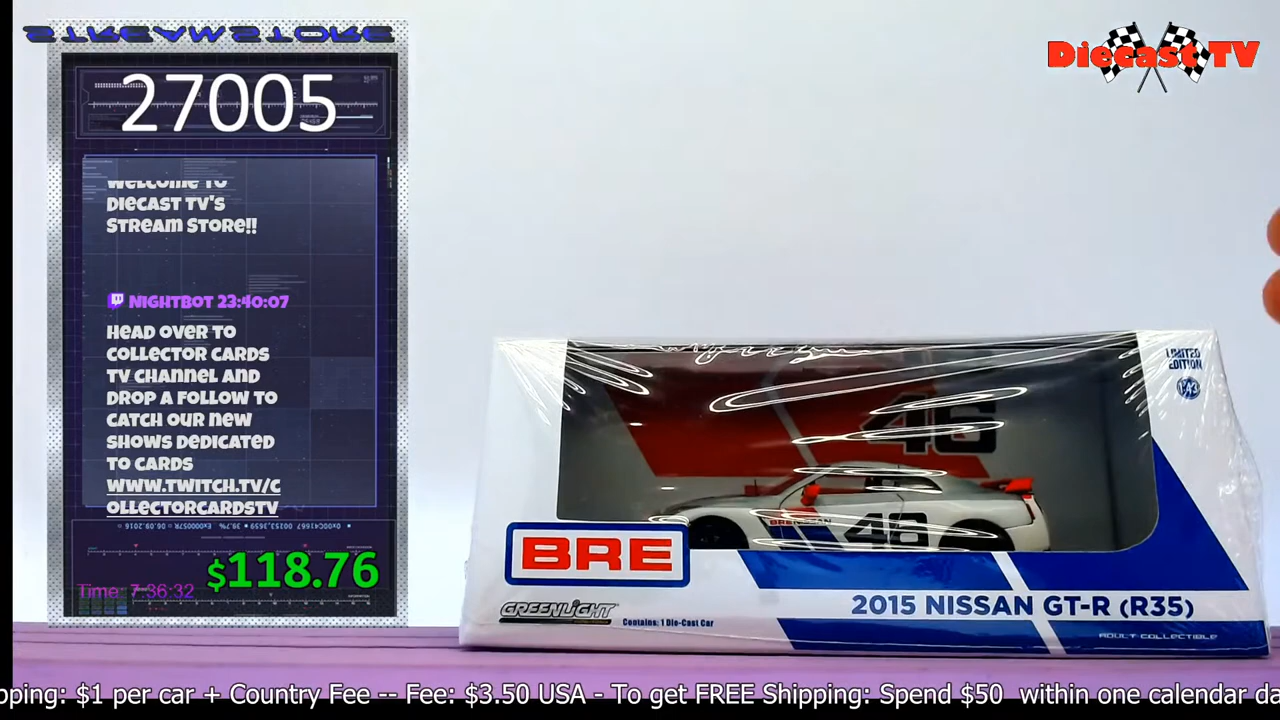 STREAMSTORE
27005
Welcome to
Diecast TV's
Stream Store!!
Nightbot 23:40:07
Head over to
Collector Cards
TV channel and
drop a follow to
catch our new
shows dedicated
to cards
www.twitch.tv/c
ollectorcardstv
Time: 7:36:32
$118.76
Diecast TV
LIMITED
EDITION
1:43
46
BRENISSAN
46
BRE
GREENLIGHT
Contains: 1 Die-Cast Car
2015 NISSAN GT-R (R35)
ADULT COLLECTIBLE
pping: $1 per car + Country Fee -- Fee: $3.50 USA - To get FREE Shipping: Spend $50 within one calendar da